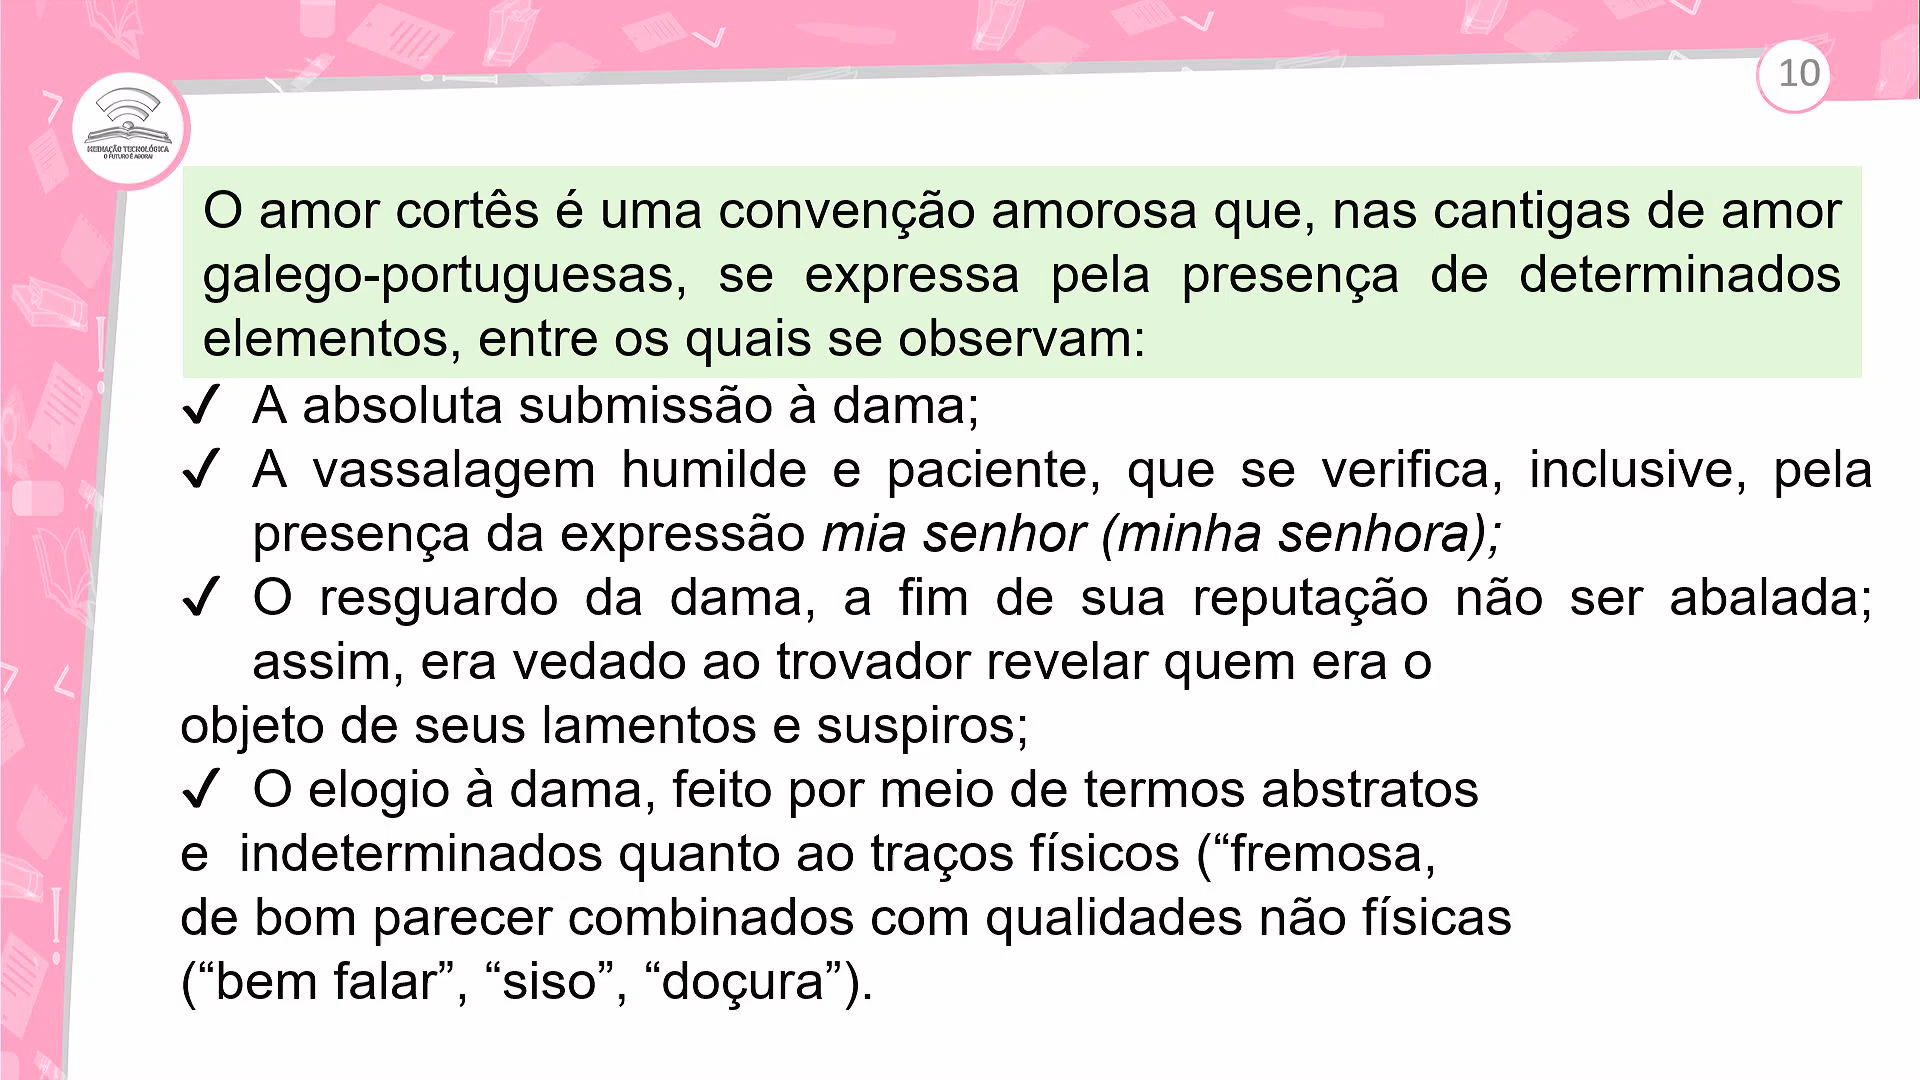 10
MEDIAÇÃO TECNOLÓGICA
O FUTURO É AGORA!
O amor cortês é uma convenção amorosa que, nas cantigas de amor
galego-portuguesas, se expressa pela presença de determinados
elementos, entre os quais se observam:
✓ A absoluta submissão à dama;
✓ A vassalagem humilde e paciente, que se verifica, inclusive, pela
presença da expressão mia senhor (minha senhora);
✓ O resguardo da dama, a fim de sua reputação não ser abalada;
assim, era vedado ao trovador revelar quem era o
objeto de seus lamentos e suspiros;
✓ O elogio à dama, feito por meio de termos abstratos
e indeterminados quanto ao traços físicos (“fremosa,
de bom parecer combinados com qualidades não físicas
(“bem falar”, “siso”, “doçura”).